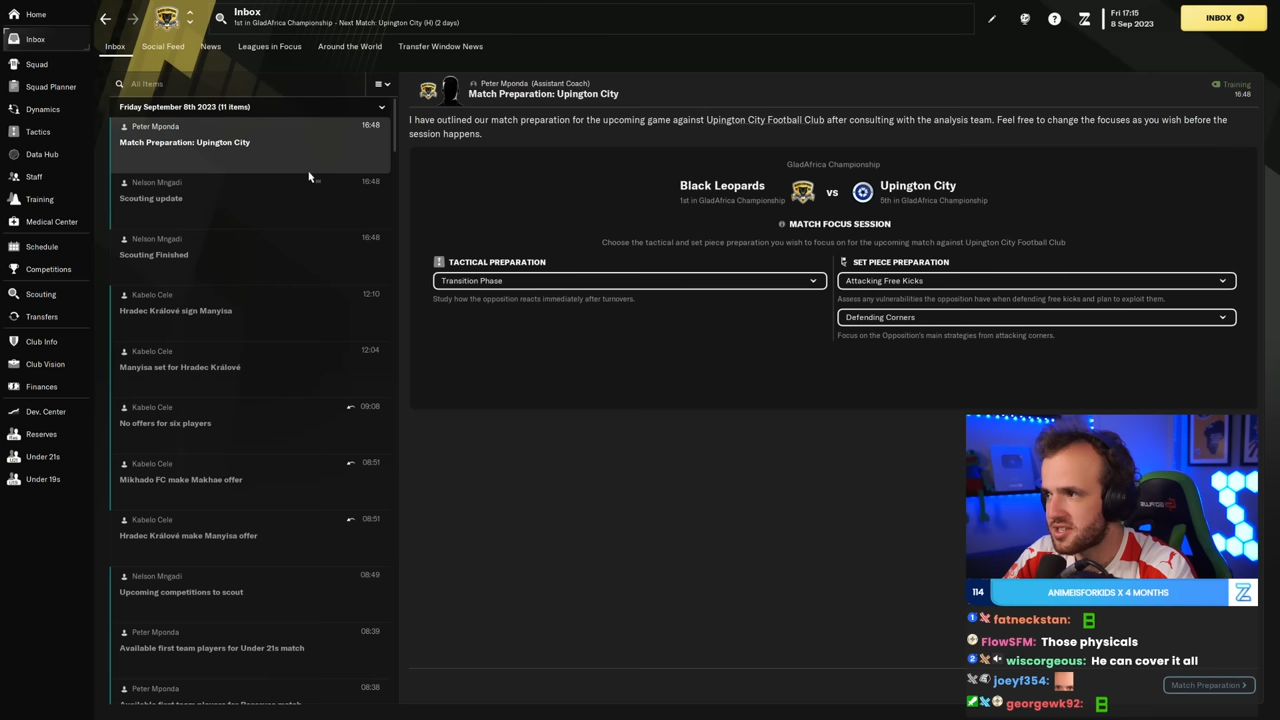 Inbox
1st in GladAfrica Championship - Next Match: Upington City (H) (2 days)
Fri 17:15
8 Sep 2023
INBOX
Home
Inbox
Squad
Squad Planner
Dynamics
Tactics
Data Hub
Staff
Training
Medical Center
Schedule
Competitions
Scouting
Transfers
Club Info
Club Vision
Finances
Dev. Center
Reserves
Under 21s
Under 19s
Inbox Social Feed News Leagues in Focus Around the World Transfer Window News
All Items
Friday September 8th 2023 (11 items)
Peter Mponda 16:48
Match Preparation: Upington City
Nelson Mngadi 16:48
Scouting update
Nelson Mngadi 16:48
Scouting Finished
Kabelo Cele 12:10
Hradec Králové sign Manyisa
Kabelo Cele 12:04
Manyisa set for Hradec Králové
Kabelo Cele 09:08
No offers for six players
Kabelo Cele 08:51
Mikhado FC make Makhae offer
Kabelo Cele 08:51
Hradec Králové make Manyisa offer
Nelson Mngadi 08:49
Upcoming competitions to scout
Peter Mponda 08:39
Available first team players for Under 21s match
Peter Mponda 08:38
Available first team players for Reserves match
Peter Mponda (Assistant Coach)
Match Preparation: Upington City
Training
16:48
I have outlined our match preparation for the upcoming game against Upington City Football Club after consulting with the analysis team. Feel free to change the focuses as you wish before the
session happens.
GladAfrica Championship
Black Leopards vs Upington City
1st in GladAfrica Championship 5th in GladAfrica Championship
MATCH FOCUS SESSION
Choose the tactical and set piece preparation you wish to focus on for the upcoming match against Upington City Football Club
TACTICAL PREPARATION
Transition Phase
Study how the opposition reacts immediately after turnovers.
SET PIECE PREPARATION
Attacking Free Kicks
Assess any vulnerabilities the opposition have when defending free kicks and plan to exploit them.
Defending Corners
Focus on the Opposition's main strategies from attacking corners.
114 ANIMEISFORKIDS X 4 MONTHS
1 fatneckstan: B
FlowSFM: Those physicals
2 wiscorgeous: He can cover it all
joeyf354:
georgewk92: B
Match Preparation >